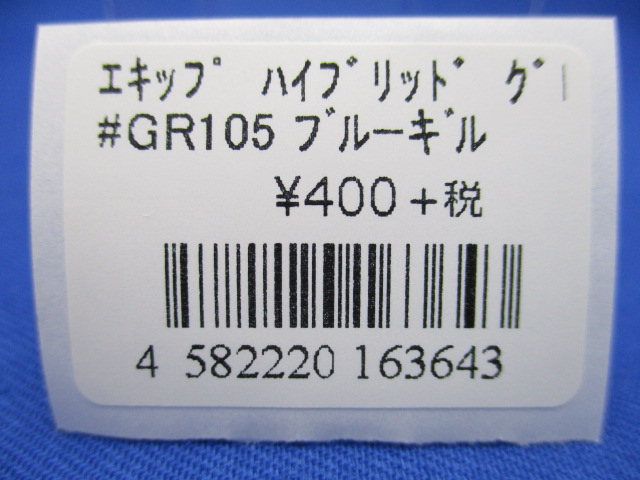 ｴｷｯﾌﾟ ﾊｲﾌﾞﾘｯﾄﾞ ｸﾞ
#GR105 ﾌﾞﾙｰｷﾞﾙ
¥400+税
4 582220 163643